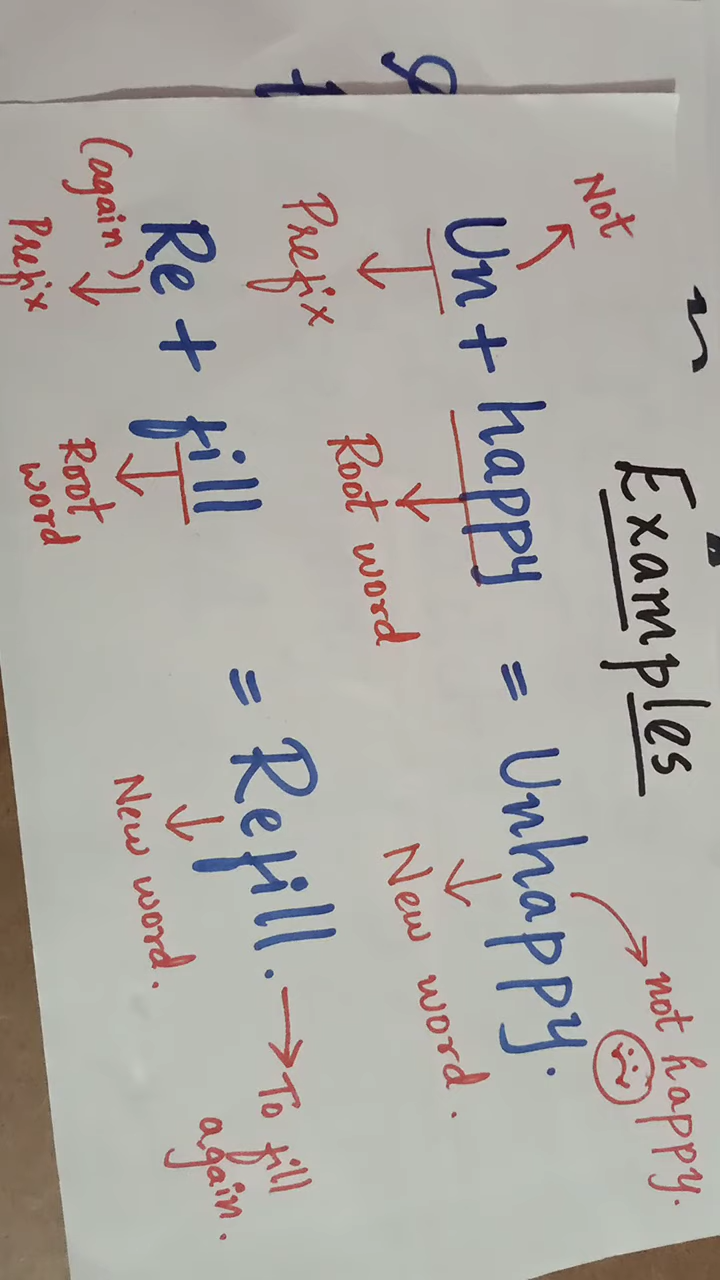 Examples
Not
not happy.
Un + happy = Unhappy.
Prefix Root word New word.
(again)
Re + fill = Refill. → To fill again.
Prefix Root word New word.